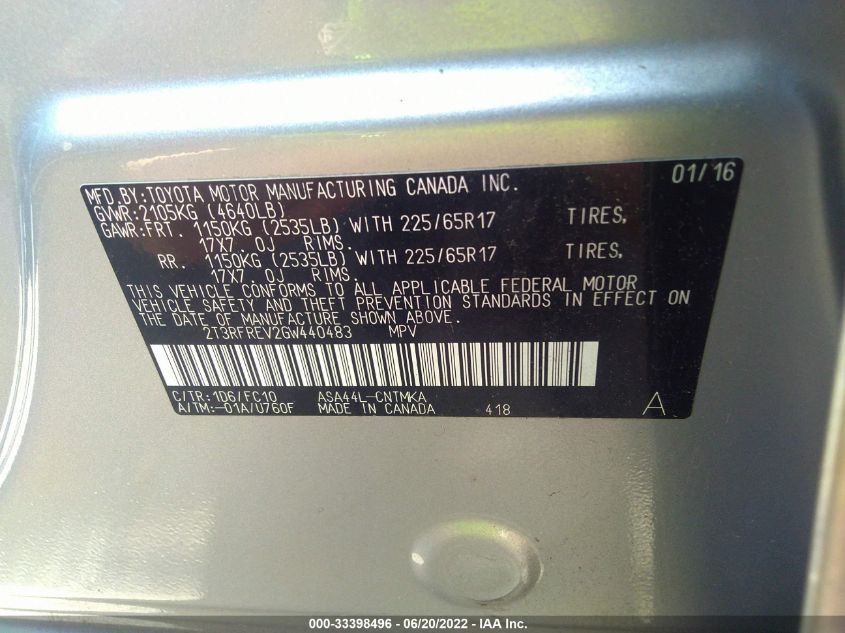 MFD.BY:TOYOTA MOTOR MANUFACTURING CANADA INC. 01/16
GVWR:2105KG (4640LB)
GAWR:FRT. 1150KG (2535LB) WITH 225/65R17 TIRES,
17X7 0J RIMS.
RR. 1150KG (2535LB) WITH 225/65R17 TIRES,
17X7 0J RIMS.
THIS VEHICLE CONFORMS TO ALL APPLICABLE FEDERAL MOTOR
VEHICLE SAFETY AND THEFT PREVENTION STANDARDS IN EFFECT ON
THE DATE OF MANUFACTURE SHOWN ABOVE.
2T3RFREV2GW440483 MPV
C/TR:1D6/FC10 ASA44L-CNTMKA
A/TM:-01A/U760F MADE IN CANADA 418 A
000-33398496 - 06/20/2022 - IAA Inc.